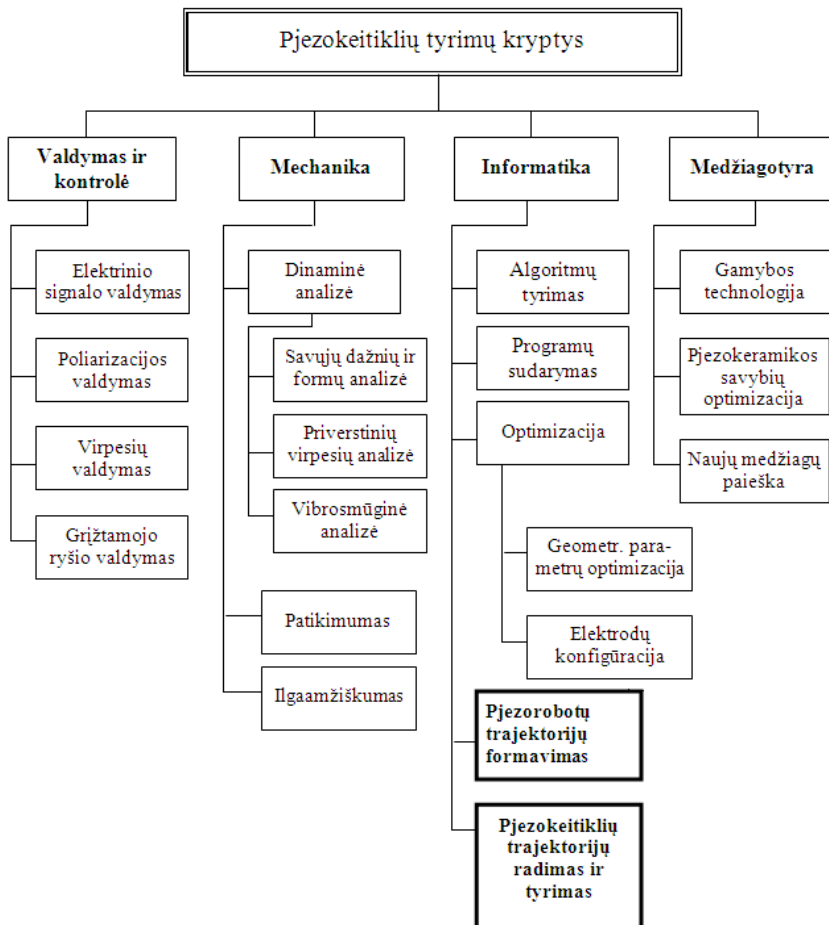 Pjezokeitiklių tyrimų kryptys
Valdymas ir
kontrolė
Elektrinio
signalo valdymas
Poliarizacijos
valdymas
Virpesių
valdymas
Grįžtamojo
ryšio valdymas
Mechanika
Dinaminė
analizė
Savųjų dažnių ir
formų analizė
Priverstinių
virpesių analizė
Vibrosmūginė
analizė
Patikimumas
Ilgaamžiškumas
Informatika
Algoritmų
tyrimas
Programų
sudarymas
Optimizacija
Geometr. para-
metrų optimizacija
Elektrodų
konfigūracija
Pjezorobotų
trajektorijų
formavimas
Pjezokeitiklių
trajektorijų
radimas ir
tyrimas
Medžiagotyra
Gamybos
technologija
Pjezokeramikos
savybių
optimizacija
Naujų medžiagų
paieška